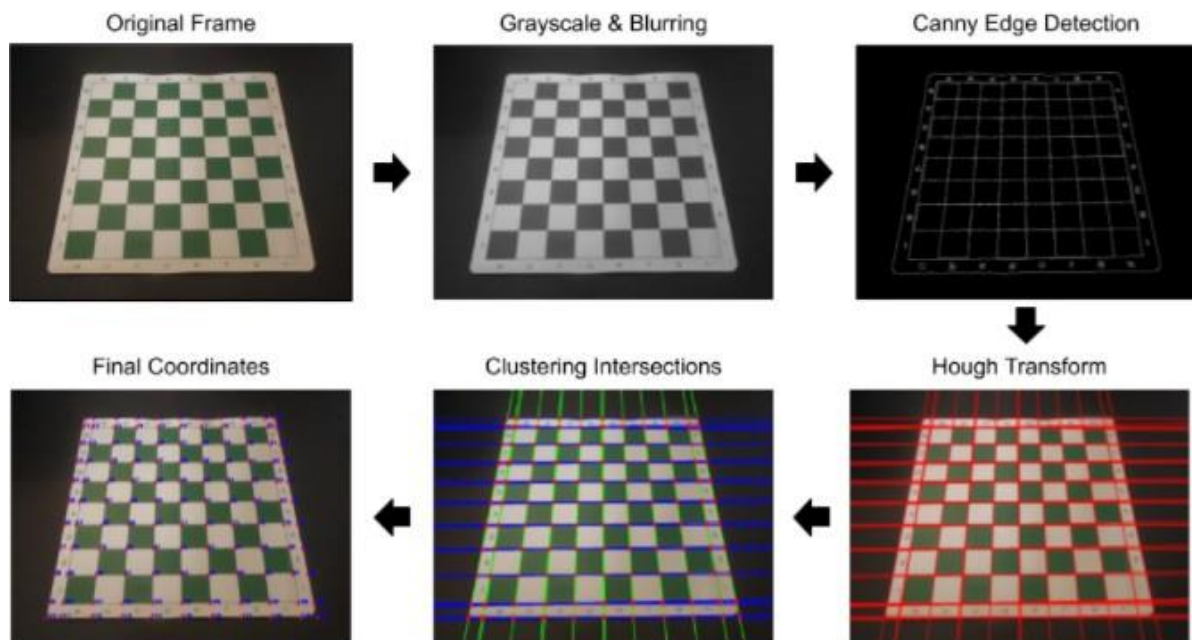 Original Frame
Grayscale & Blurring
Canny Edge Detection
Final Coordinates
Clustering Intersections
Hough Transform